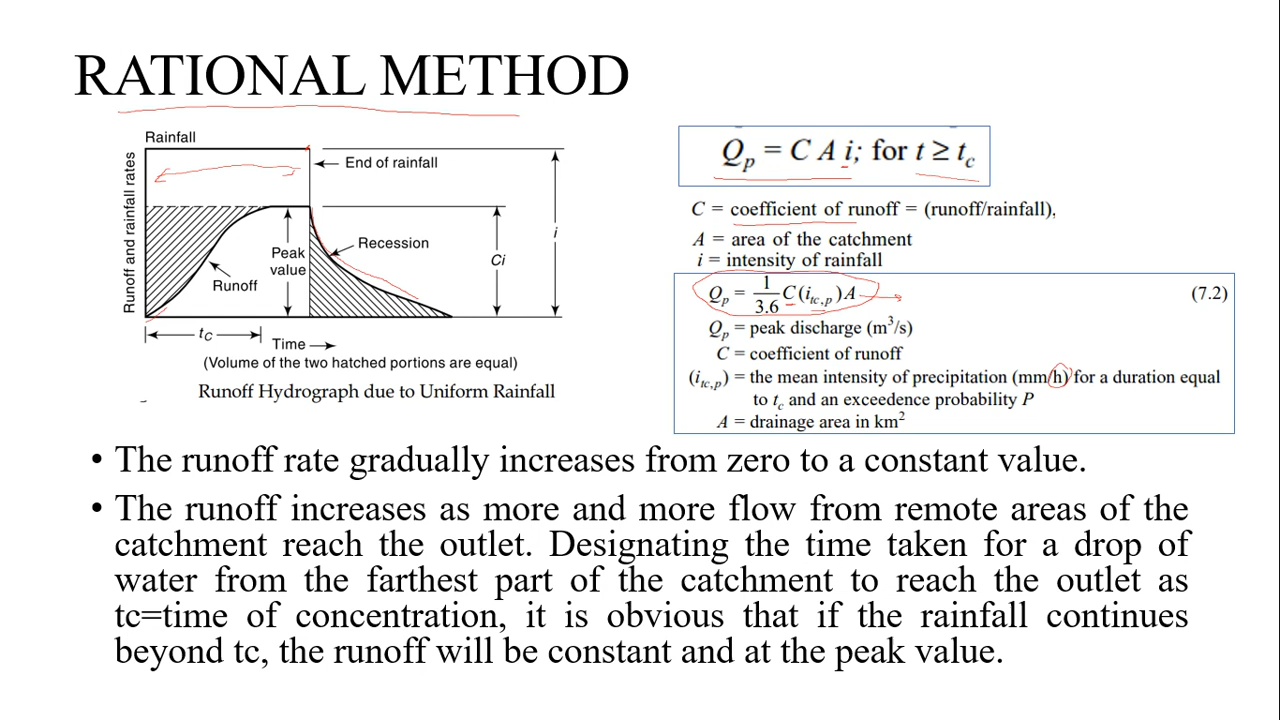 RATIONAL METHOD
Rainfall
End of rainfall
Runoff and rainfall rates
Recession
Peak
value
Runoff
Ci
i
tc
Time
(Volume of the two hatched portions are equal)
Runoff Hydrograph due to Uniform Rainfall
Qp = C A i; for t ≥ tc
C = coefficient of runoff = (runoff/rainfall),
A = area of the catchment
i = intensity of rainfall
Qp = 1/3.6 C(itc,p)A (7.2)
Qp = peak discharge (m³/s)
C = coefficient of runoff
(itc,p) = the mean intensity of precipitation (mm/h) for a duration equal
to tc and an exceedence probability P
A = drainage area in km²
• The runoff rate gradually increases from zero to a constant value.
• The runoff increases as more and more flow from remote areas of the
catchment reach the outlet. Designating the time taken for a drop of
water from the farthest part of the catchment to reach the outlet as
tc=time of concentration, it is obvious that if the rainfall continues
beyond tc, the runoff will be constant and at the peak value.